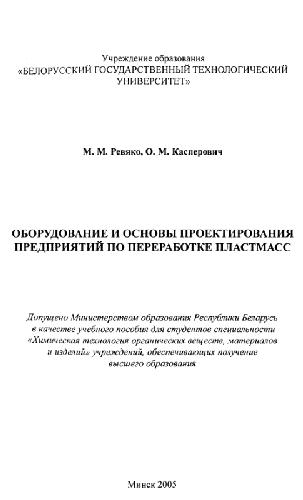 Учреждение образования
«БЕЛОРУССКИЙ ГОСУДАРСТВЕННЫЙ ТЕХНОЛОГИЧЕСКИЙ
УНИВЕРСИТЕТ»
М. М. Ревяко, О. М. Касперович
ОБОРУДОВАНИЕ И ОСНОВЫ ПРОЕКТИРОВАНИЯ
ПРЕДПРИЯТИЙ ПО ПЕРЕРАБОТКЕ ПЛАСТМАСС
Допущено Министерством образования Республики Беларусь
в качестве учебного пособия для студентов специальности
«Химическая технология органических веществ, материалов
и изделий» учреждений, обеспечивающих получение
высшего образования
Минск 2005